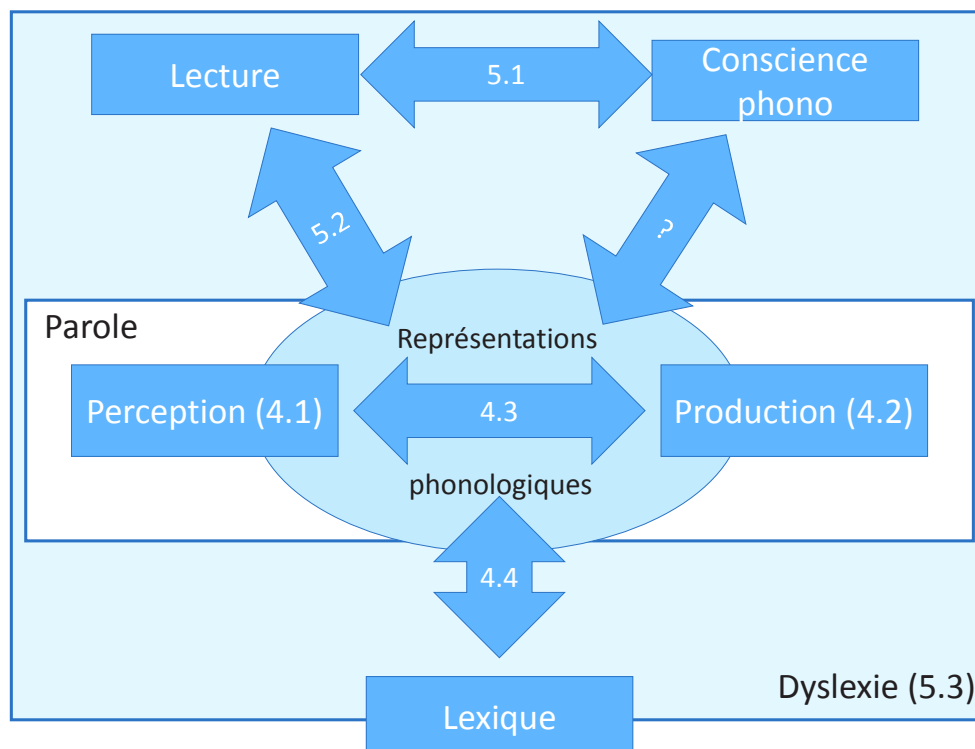 Lecture
5.1
Conscience
phono
5.2
?
Parole
Représentations
Perception (4.1)
4.3
Production (4.2)
phonologiques
4.4
Dyslexie (5.3)
Lexique